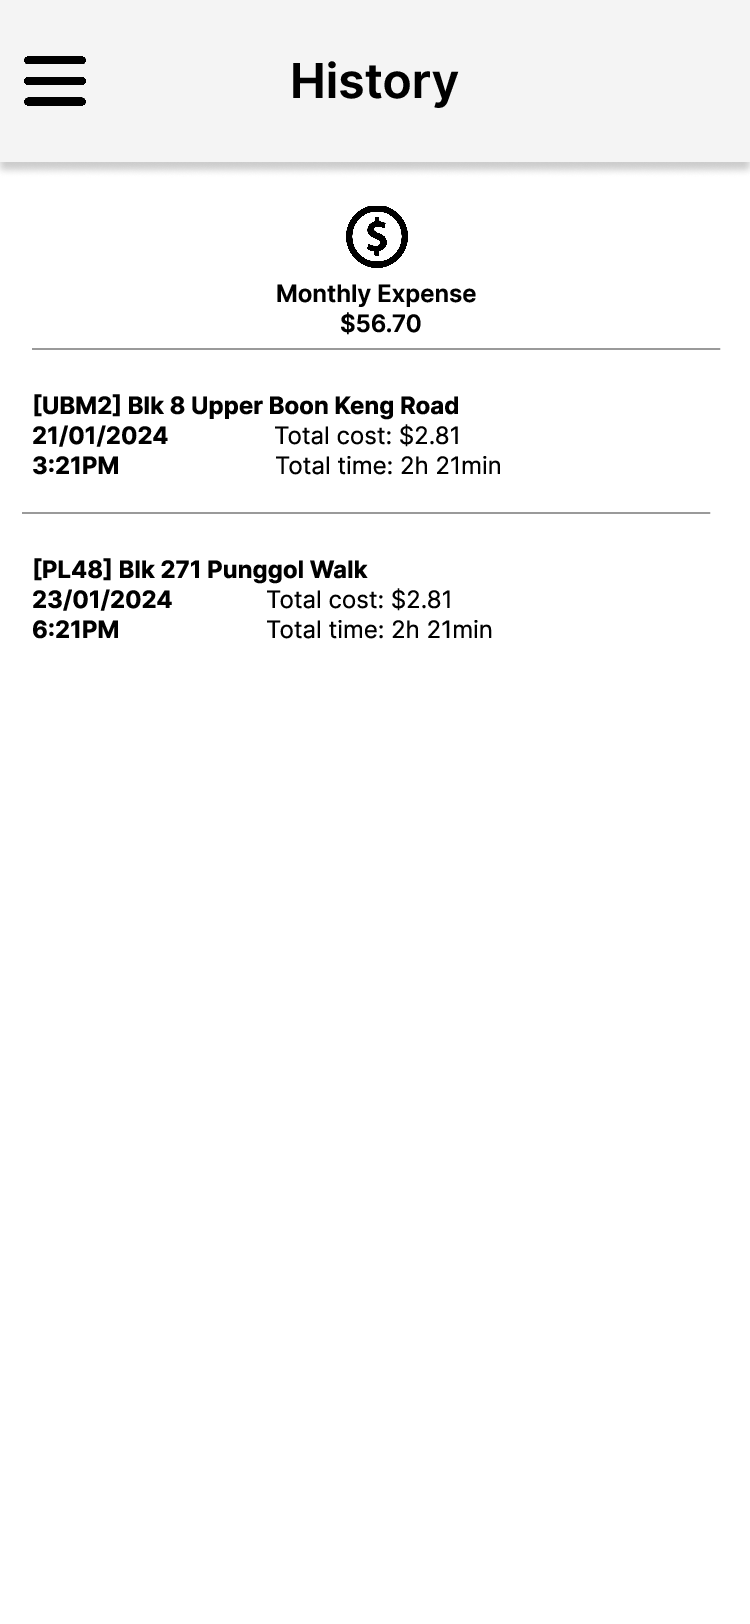 History
Monthly Expense
$56.70
[UBM2] Blk 8 Upper Boon Keng Road
21/01/2024 Total cost: $2.81
3:21PM Total time: 2h 21min
[PL48] Blk 271 Punggol Walk
23/01/2024 Total cost: $2.81
6:21PM Total time: 2h 21min